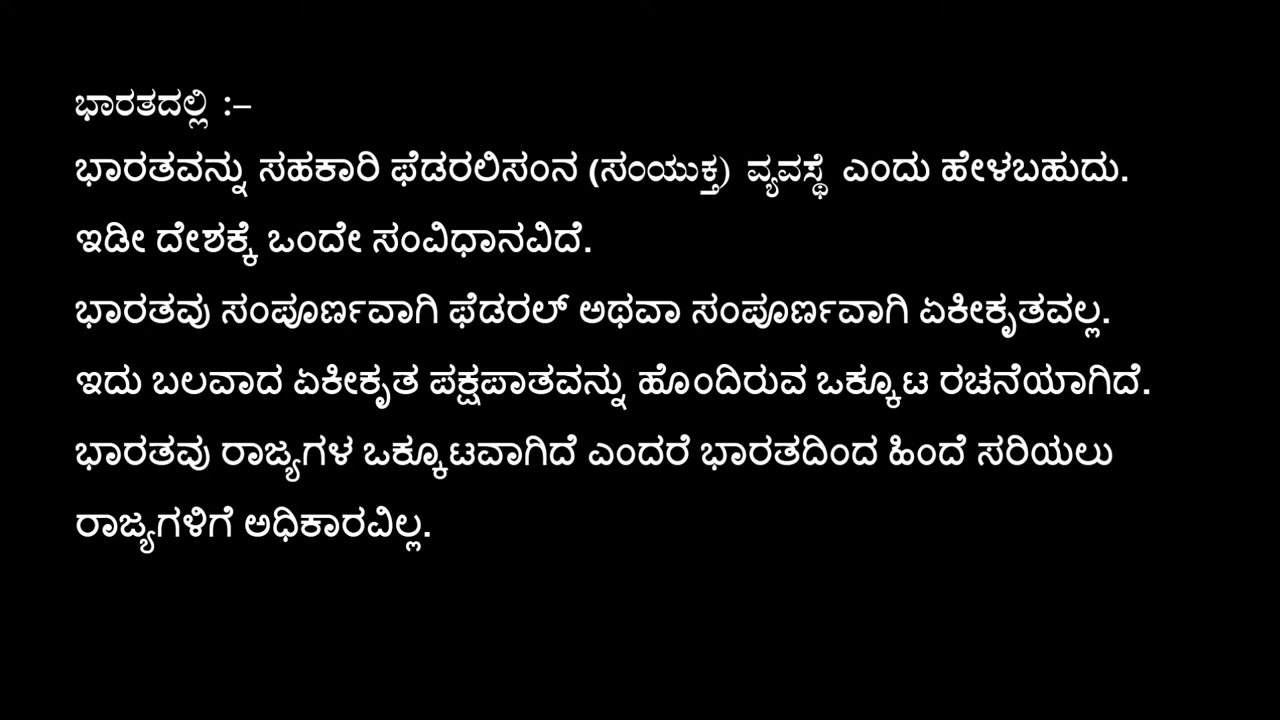 ಭಾರತದಲ್ಲಿ :–
ಭಾರತವನ್ನು ಸಹಕಾರಿ ಫೆಡರಲಿಸಂನ (ಸಂಯುಕ್ತ) ವ್ಯವಸ್ಥೆ ಎಂದು ಹೇಳಬಹುದು.
ಇಡೀ ದೇಶಕ್ಕೆ ಒಂದೇ ಸಂವಿಧಾನವಿದೆ.
ಭಾರತವು ಸಂಪೂರ್ಣವಾಗಿ ಫೆಡರಲ್ ಅಥವಾ ಸಂಪೂರ್ಣವಾಗಿ ಏಕೀಕೃತವಲ್ಲ.
ಇದು ಬಲವಾದ ಏಕೀಕೃತ ಪಕ್ಷಪಾತವನ್ನು ಹೊಂದಿರುವ ಒಕ್ಕೂಟ ರಚನೆಯಾಗಿದೆ.
ಭಾರತವು ರಾಜ್ಯಗಳ ಒಕ್ಕೂಟವಾಗಿದೆ ಎಂದರೆ ಭಾರತದಿಂದ ಹಿಂದೆ ಸರಿಯಲು
ರಾಜ್ಯಗಳಿಗೆ ಅಧಿಕಾರವಿಲ್ಲ.